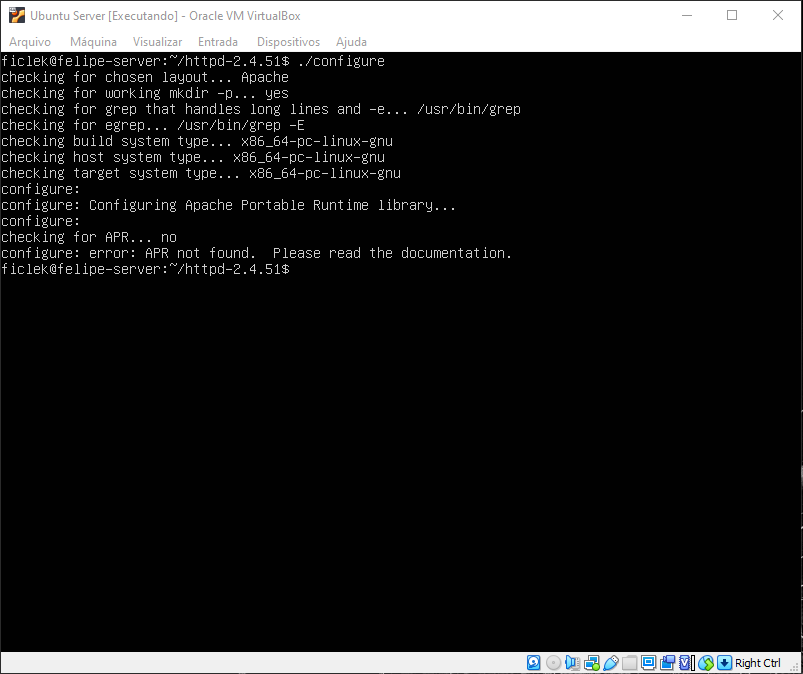 Ubuntu Server [Executando] - Oracle VM VirtualBox
Arquivo Máquina Visualizar Entrada Dispositivos Ajuda
ficlek@felipe-server:~/httpd-2.4.51$ ./configure
checking for chosen layout... Apache
checking for working mkdir -p... yes
checking for grep that handles long lines and -e... /usr/bin/grep
checking for egrep... /usr/bin/grep -E
checking build system type... x86_64-pc-linux-gnu
checking host system type... x86_64-pc-linux-gnu
checking target system type... x86_64-pc-linux-gnu
configure:
configure: Configuring Apache Portable Runtime library...
configure:
checking for APR... no
configure: error: APR not found.  Please read the documentation.
ficlek@felipe-server:~/httpd-2.4.51$
Right Ctrl